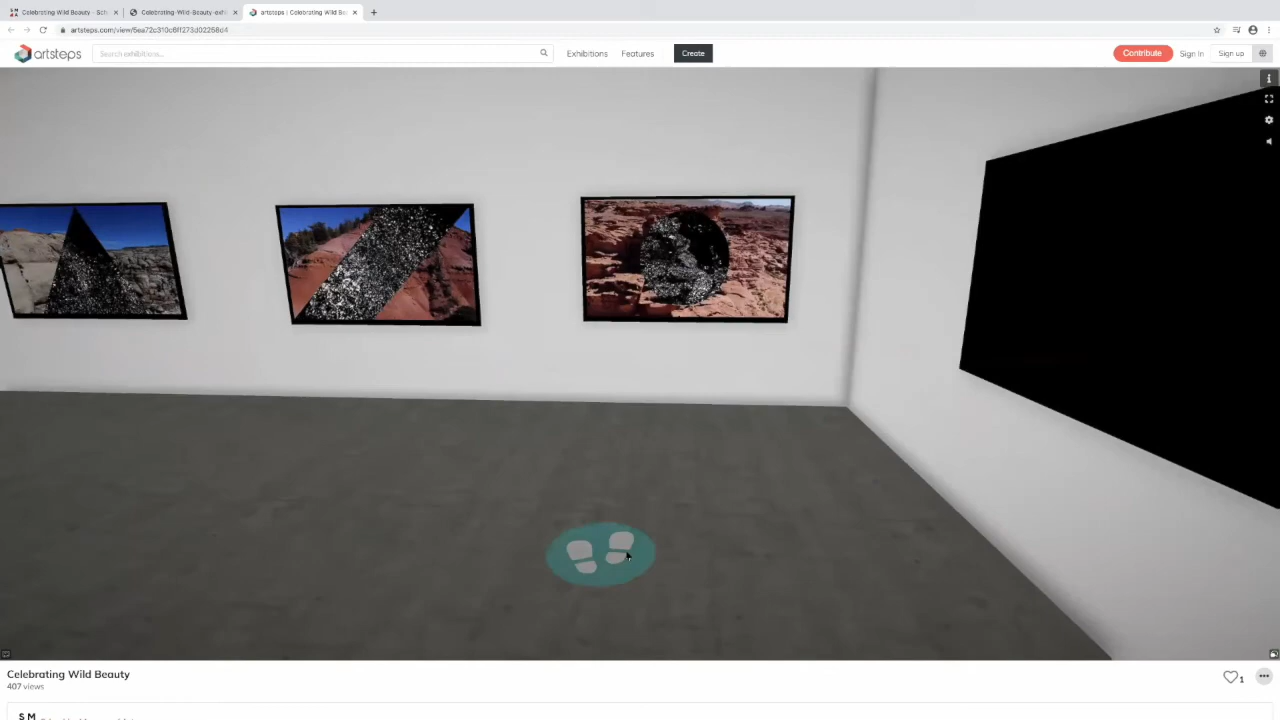 Celebrating Wild Beauty - Sch
Celebrating-Wild-Beauty-exh
artsteps | Celebrating Wild Be
artsteps.com/view/5ea72c310c6ff273d02258d4
artsteps
Search exhibitions...
Exhibitions
Features
Create
Contribute
Sign In
Sign up
Celebrating Wild Beauty
407 views
1
S M